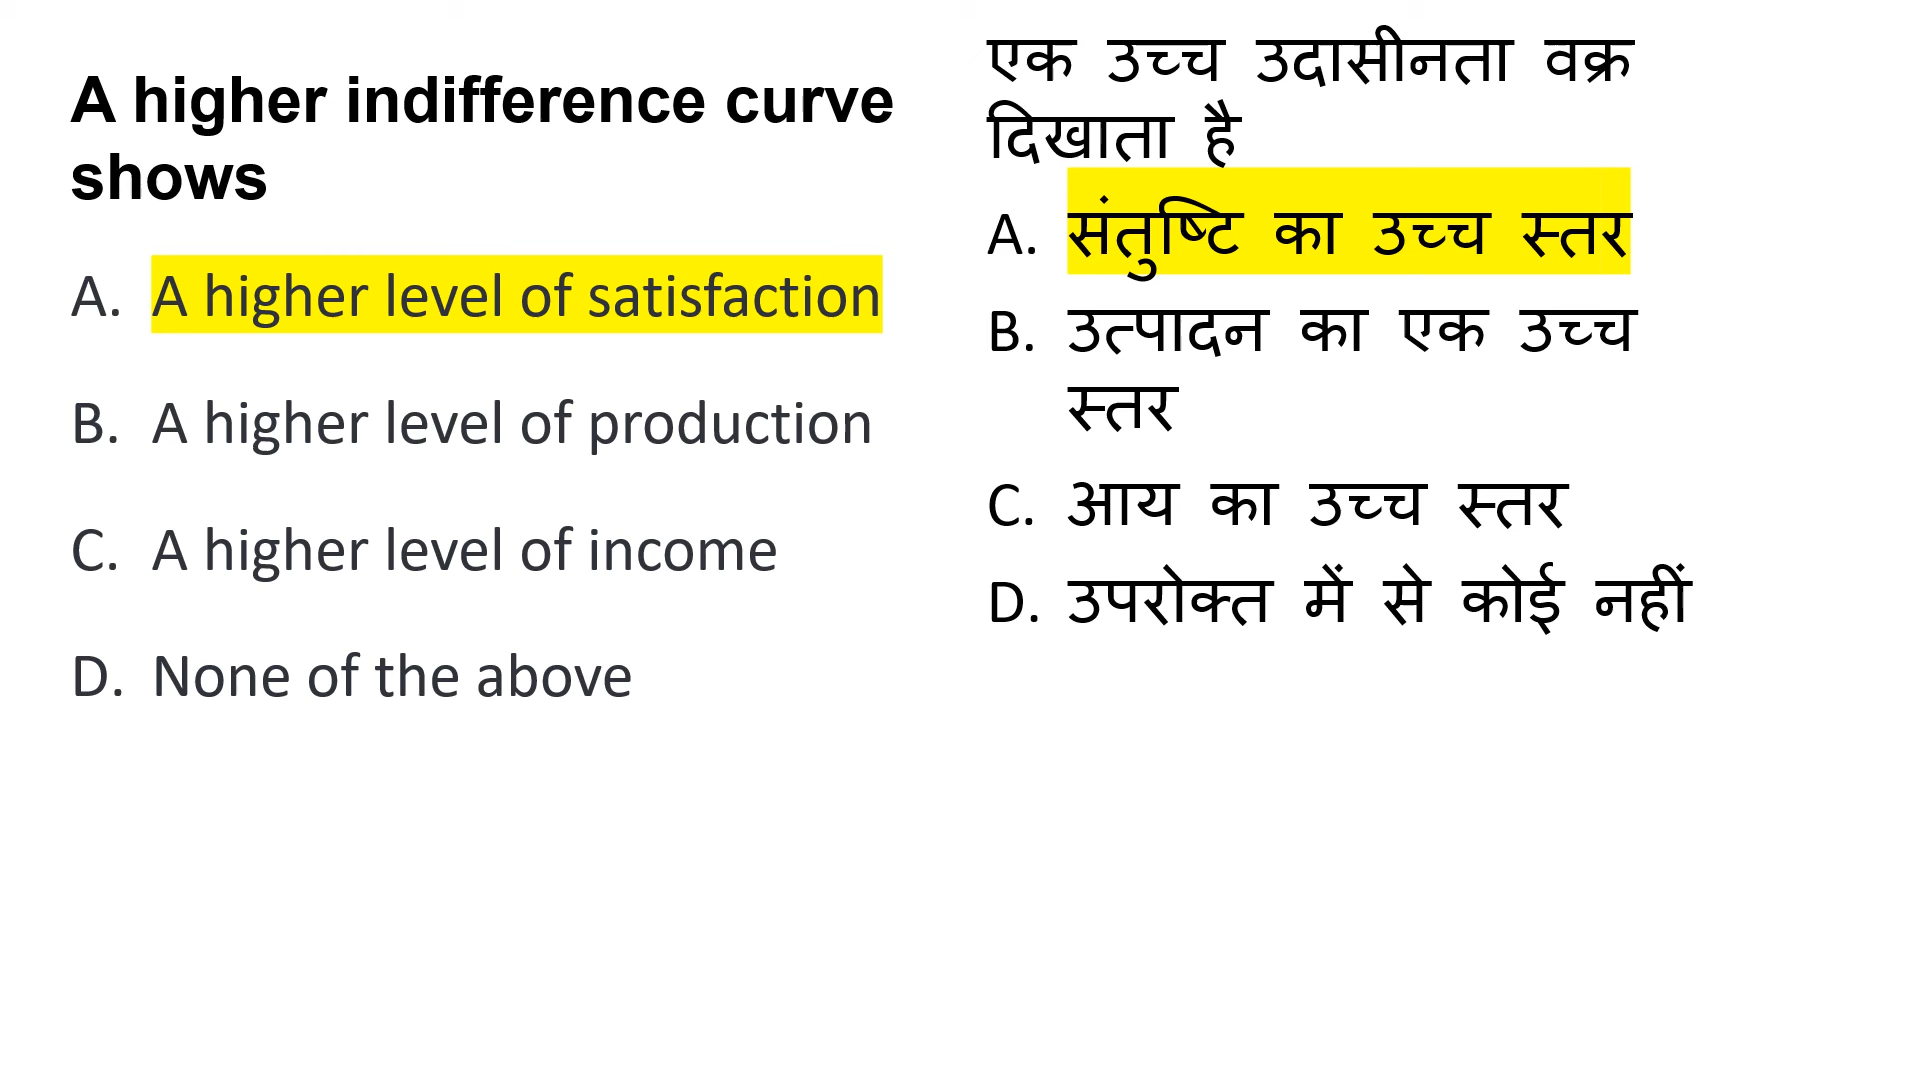 A higher indifference curve
shows
A. A higher level of satisfaction
B. A higher level of production
C. A higher level of income
D. None of the above
एक उच्च उदासीनता वक्र
दिखाता है
A. संतुष्टि का उच्च स्तर
B. उत्पादन का एक उच्च
स्तर
C. आय का उच्च स्तर
D. उपरोक्त में से कोई नहीं